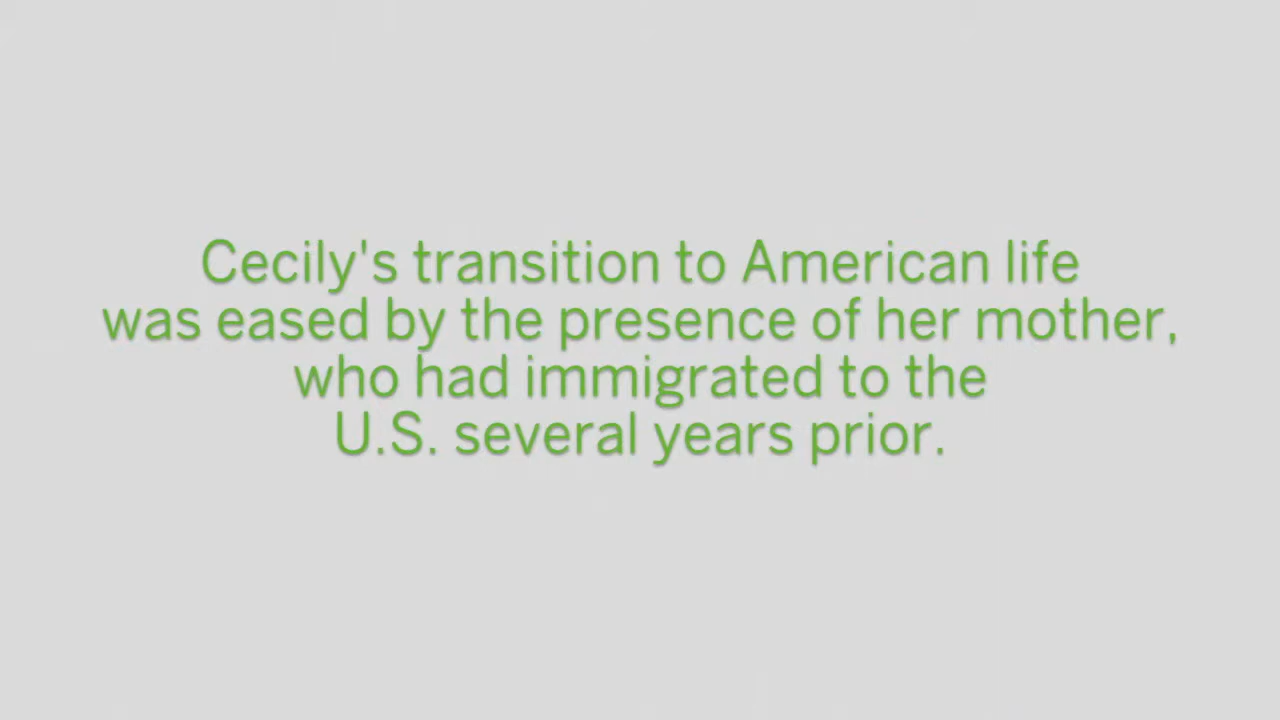 Cecily's transition to American life
was eased by the presence of her mother,
who had immigrated to the
U.S. several years prior.